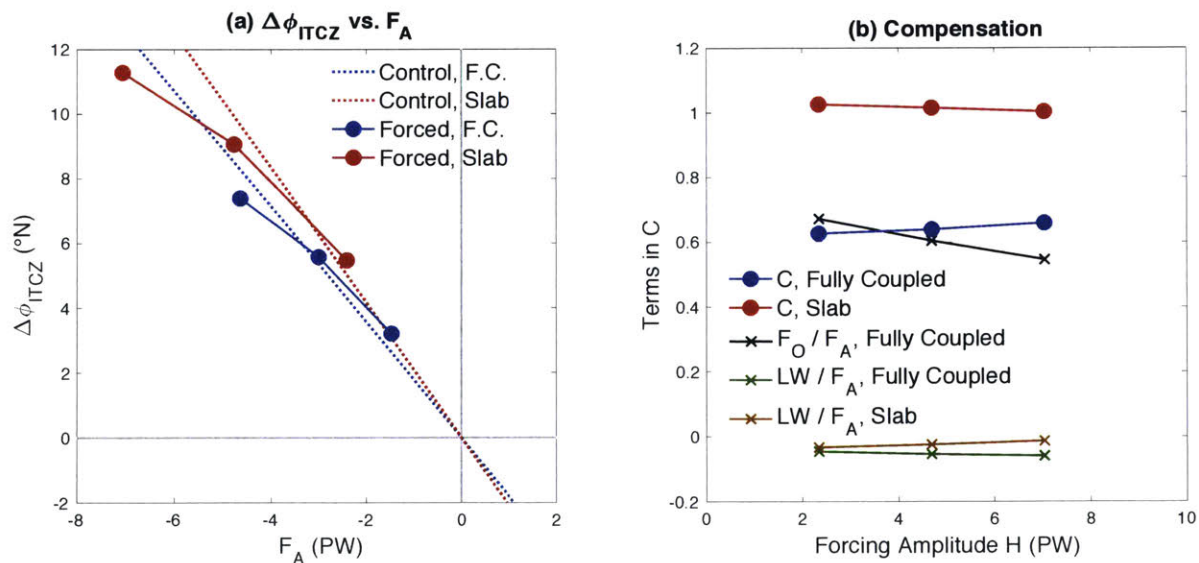 (a) Δϕ_ITCZ vs. F_A
12
10
8
6
4
2
0
-2
-8
-6
-4
-2
0
2
Δϕ_ITCZ (°N)
F_A (PW)
Control, F.C.
Control, Slab
Forced, F.C.
Forced, Slab
(b) Compensation
1.2
1
0.8
0.6
0.4
0.2
0
-0.2
0
2
4
6
8
10
Terms in C
Forcing Amplitude H (PW)
C, Fully Coupled
C, Slab
F_O / F_A, Fully Coupled
LW / F_A, Fully Coupled
LW / F_A, Slab